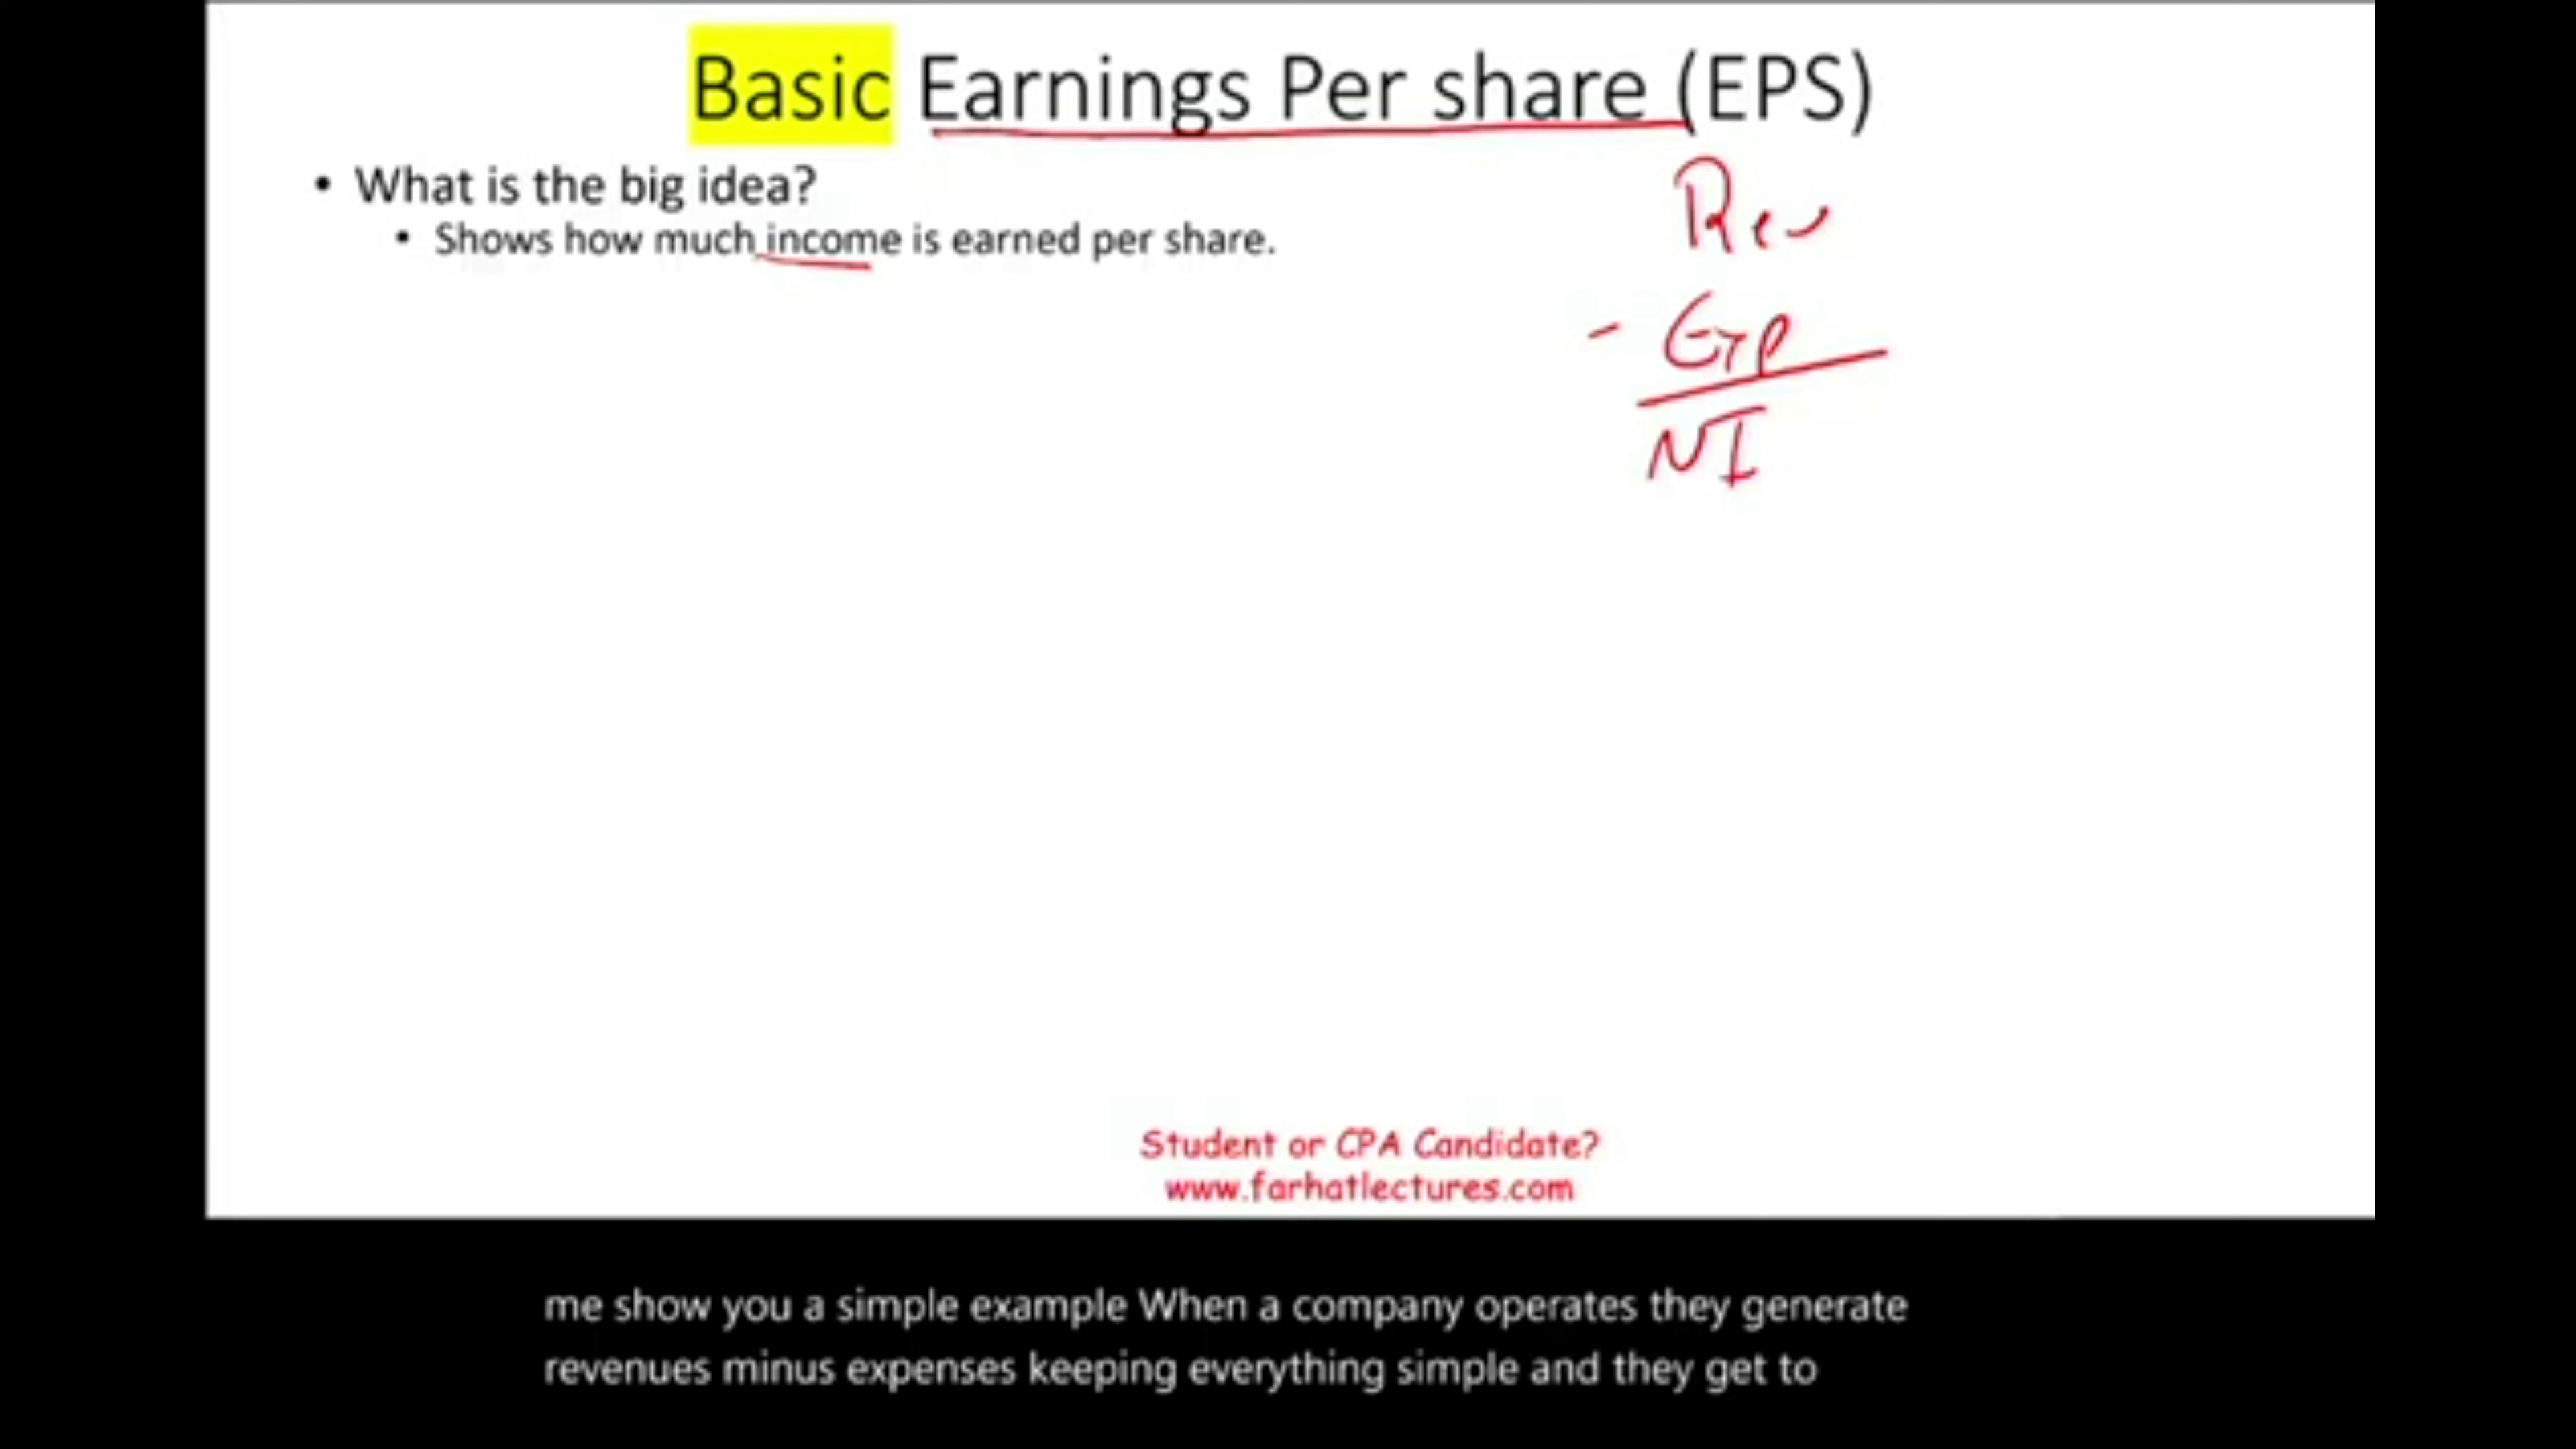 Basic Earnings Per share (EPS)
• What is the big idea?
• Shows how much income is earned per share.
Rev
- Exp
NI
Student or CPA Candidate?
www.farhatlectures.com
me show you a simple example When a company operates they generate
revenues minus expenses keeping everything simple and they get to